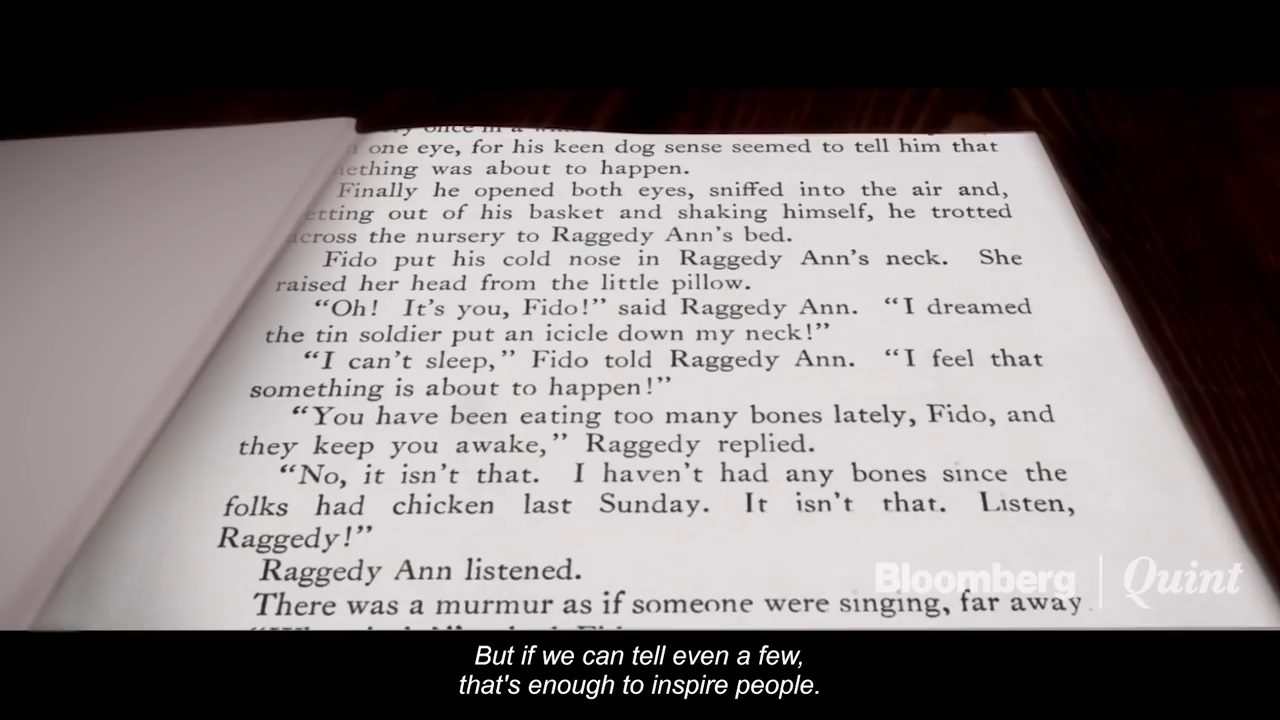 one eye, for his keen dog sense seemed to tell him that
ething was about to happen.
Finally he opened both eyes, sniffed into the air and,
etting out of his basket and shaking himself, he trotted
across the nursery to Raggedy Ann's bed.
Fido put his cold nose in Raggedy Ann's neck. She
raised her head from the little pillow.
“Oh! It's you, Fido!” said Raggedy Ann. “I dreamed
the tin soldier put an icicle down my neck!”
“I can't sleep,” Fido told Raggedy Ann. “I feel that
something is about to happen!”
“You have been eating too many bones lately, Fido, and
they keep you awake,” Raggedy replied.
“No, it isn't that. I haven't had any bones since the
folks had chicken last Sunday. It isn't that. Listen,
Raggedy!”
Raggedy Ann listened.
There was a murmur as if someone were singing, far away
Bloomberg | Quint
But if we can tell even a few,
that's enough to inspire people.